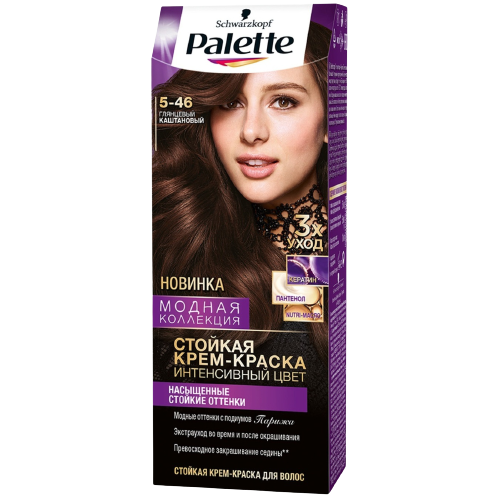 Schwarzkopf
Palette
5-46
ГЛЯНЦЕВЫЙ
КАШТАНОВЫЙ
3x
УХОД
КЕРАТИН
ПАНТЕНОЛ
NUTRI-МАСЛО
НОВИНКА
МОДНАЯ
КОЛЛЕКЦИЯ
СТОЙКАЯ
КРЕМ-КРАСКА
ИНТЕНСИВНЫЙ ЦВЕТ
НАСЫЩЕННЫЕ
СТОЙКИЕ ОТТЕНКИ
Модные оттенки с подиумов Парижа
Экстрауход во время и после окрашивания
Превосходное закрашивание седины**
СТОЙКАЯ КРЕМ-КРАСКА ДЛЯ ВОЛОС